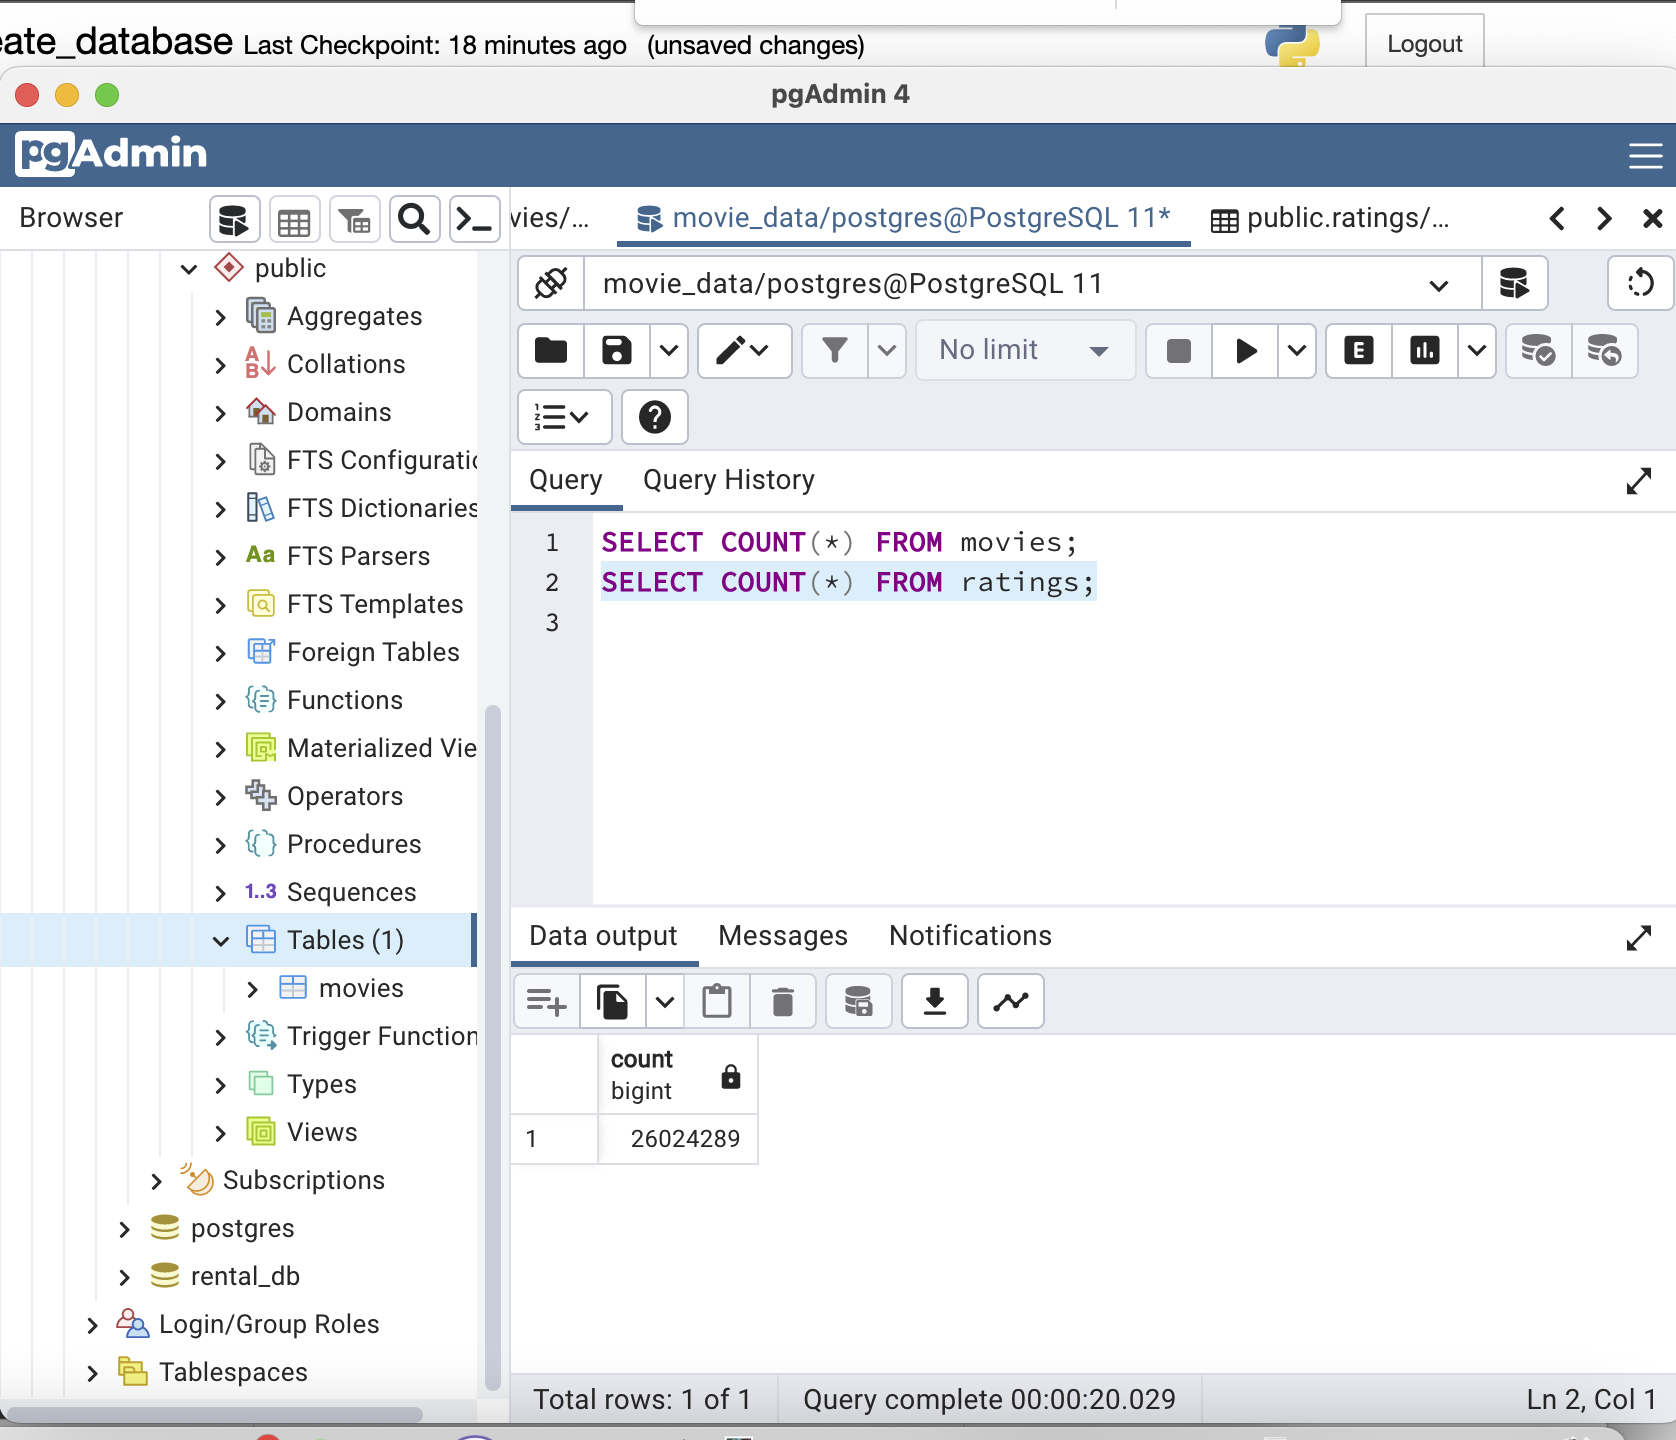 eate_database Last Checkpoint: 18 minutes ago (unsaved changes)
Logout
pgAdmin 4
pgAdmin
Browser
vies/...
movie_data/postgres@PostgreSQL 11*
public.ratings/...
movie_data/postgres@PostgreSQL 11
No limit
E
Query
Query History
1 SELECT COUNT(*) FROM movies;
2 SELECT COUNT(*) FROM ratings;
3
public
Aggregates
Collations
Domains
FTS Configuratio
FTS Dictionaries
Aa FTS Parsers
FTS Templates
Foreign Tables
Functions
Materialized Vie
Operators
Procedures
1..3 Sequences
Tables (1)
movies
Trigger Function
Types
Views
Subscriptions
postgres
rental_db
Login/Group Roles
Tablespaces
Data output
Messages
Notifications
count
bigint
1 26024289
Total rows: 1 of 1
Query complete 00:00:20.029
Ln 2, Col 1